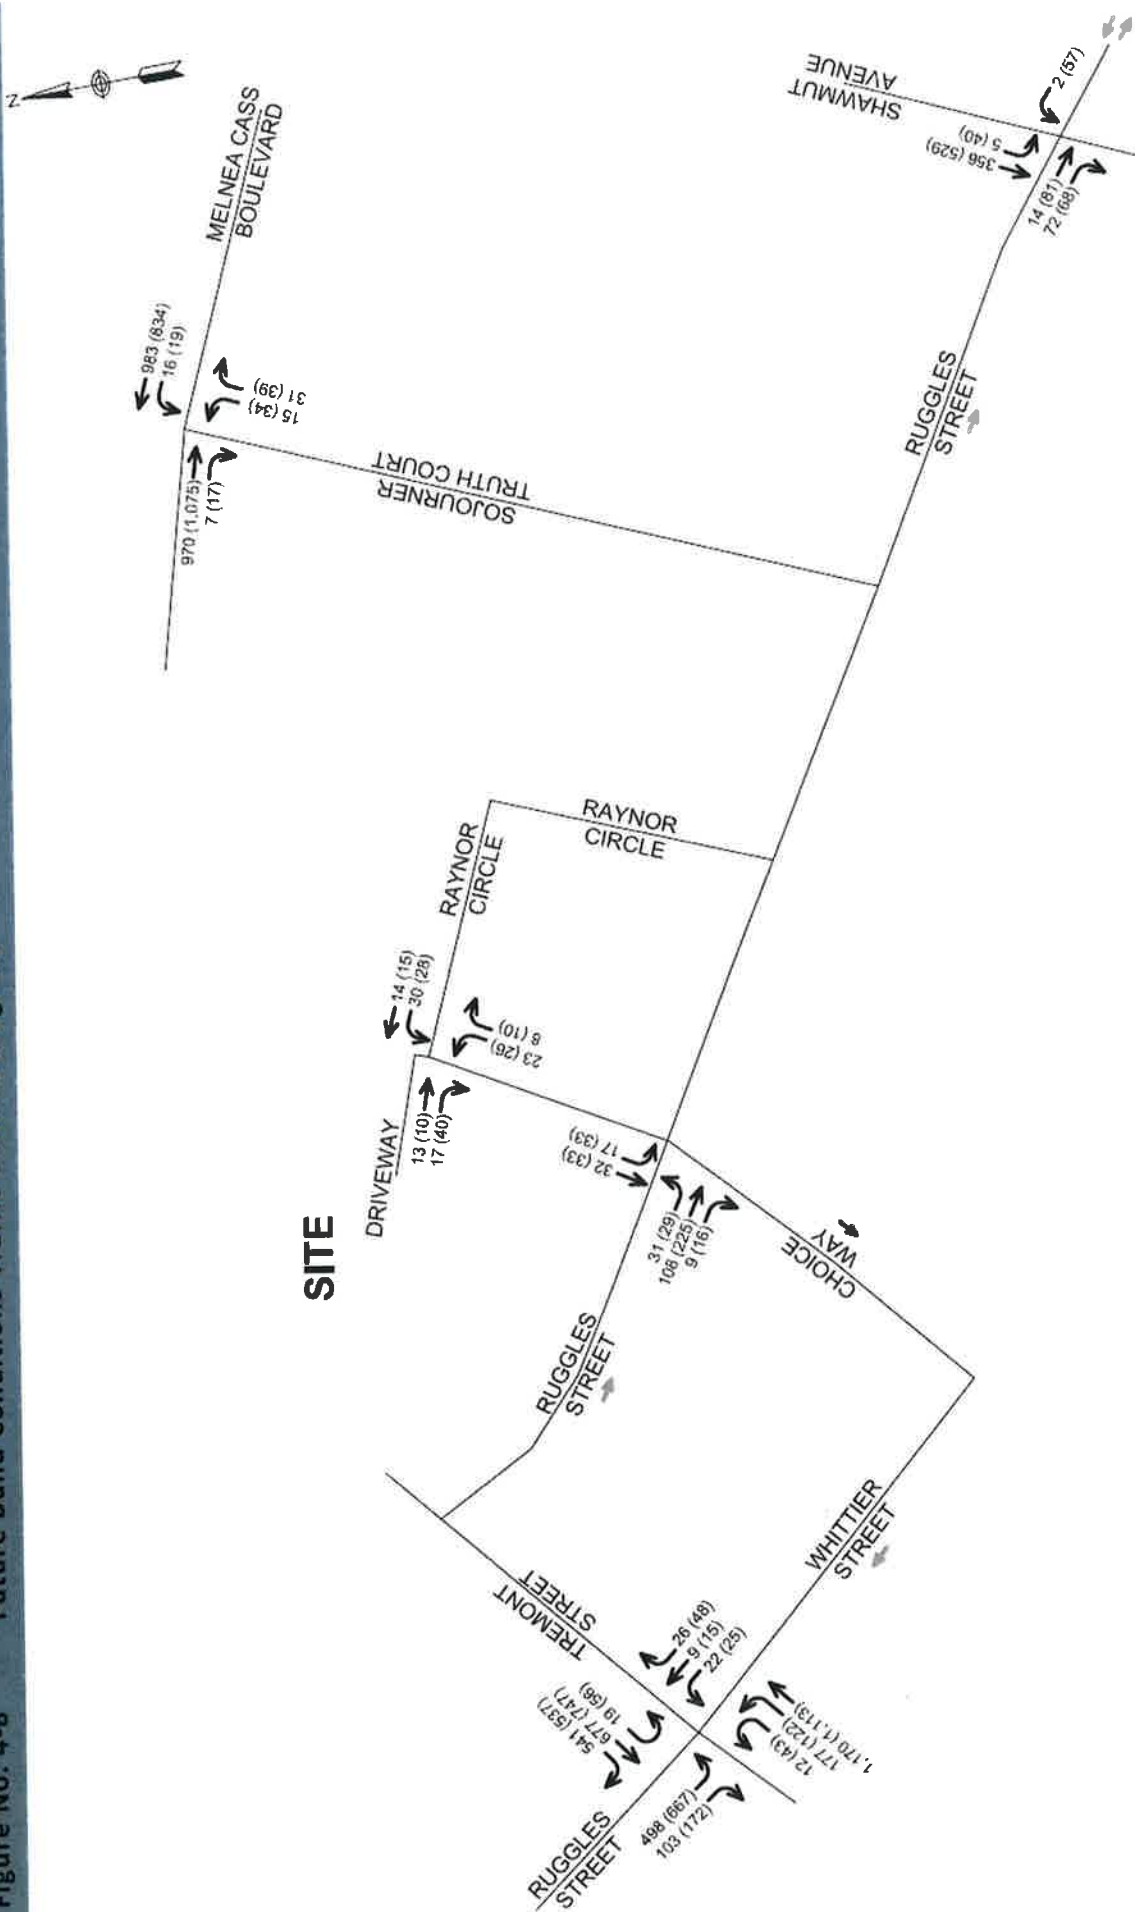 Figure No. 4-8
N
MELNEA CASS
BOULEVARD
983 (834)
16 (19)
970 (1,075)
7 (17)
15 (34)
31 (39)
SOJOURNER
TRUTH COURT
SHAWMUT
AVENUE
2 (57)
356 (529)
5 (40)
14 (81)
72 (68)
RUGGLES
STREET
RAYNOR
CIRCLE
RAYNOR
CIRCLE
14 (15)
30 (28)
23 (26)
8 (10)
DRIVEWAY
13 (10)
17 (40)
SITE
32 (33)
17 (33)
31 (29)
108 (225)
9 (16)
CHOICE
WAY
RUGGLES
STREET
WHITTIER
STREET
TREMONT
STREET
26 (48)
9 (15)
22 (25)
541 (537)
677 (747)
19 (56)
12 (43)
177 (122)
1,170 (1,113)
498 (667)
103 (172)
RUGGLES
STREET